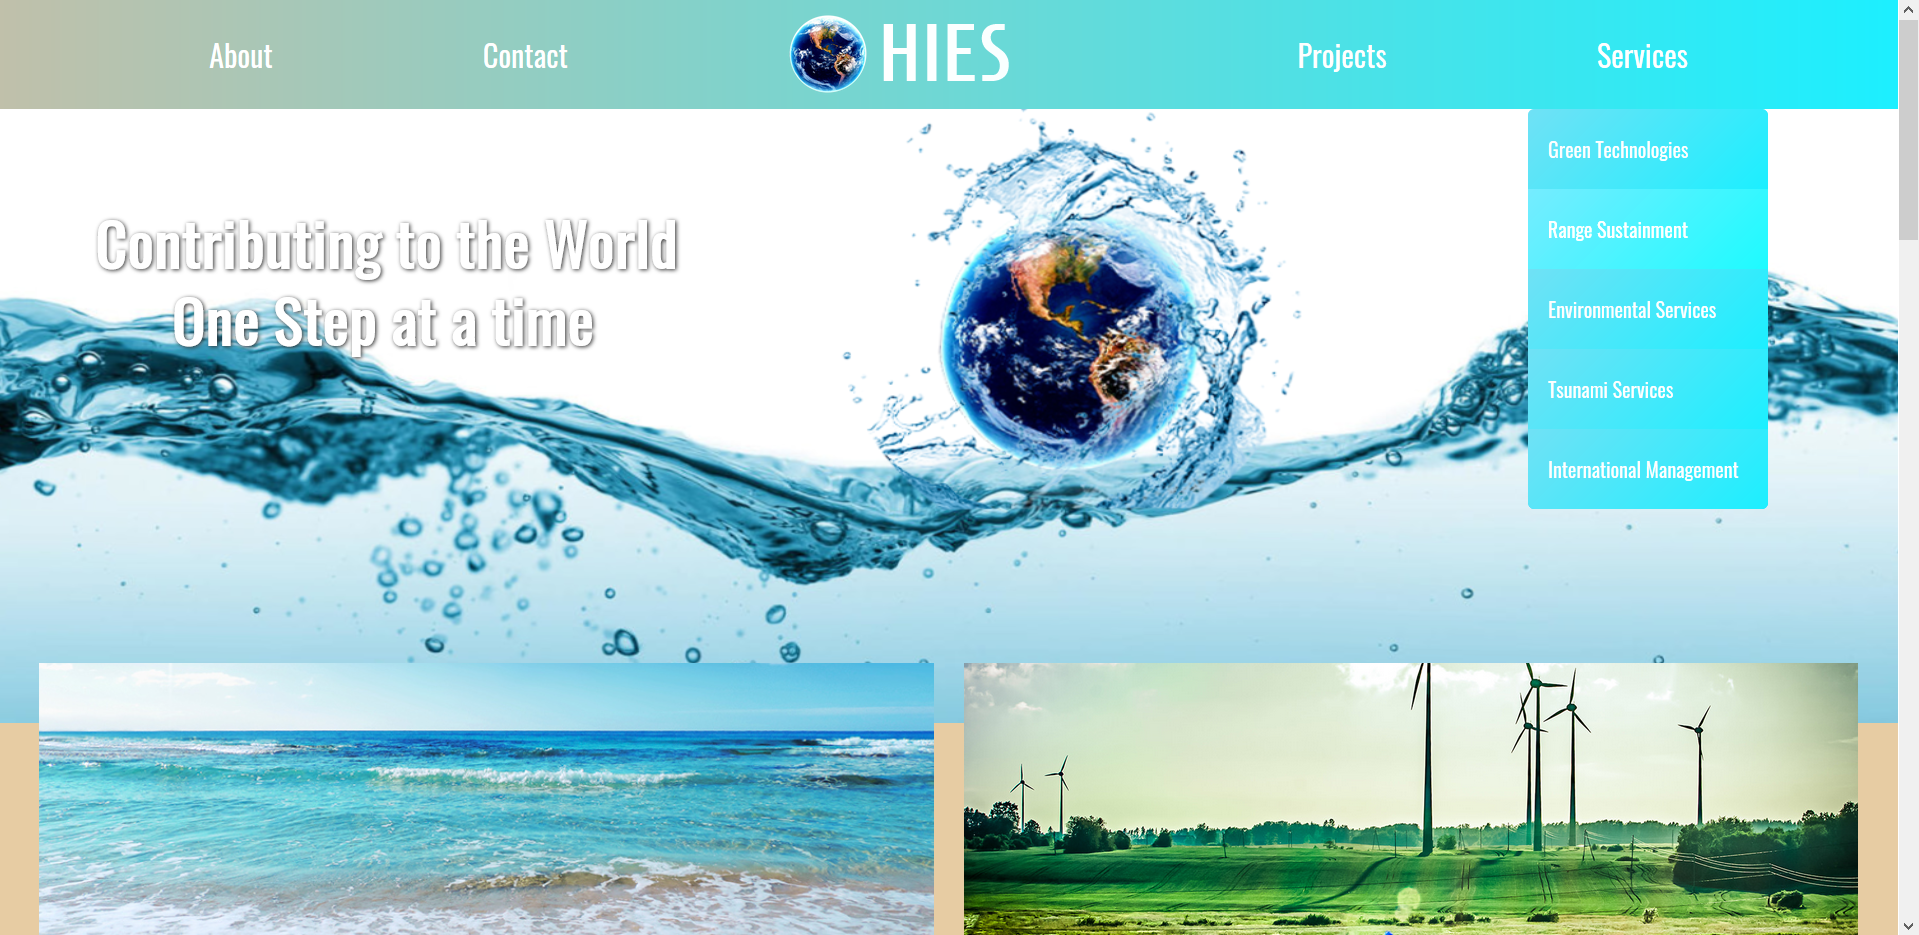 About
Contact
HIES
Projects
Services
Green Technologies
Range Sustainment
Environmental Services
Tsunami Services
International Management
Contributing to the World
One Step at a time